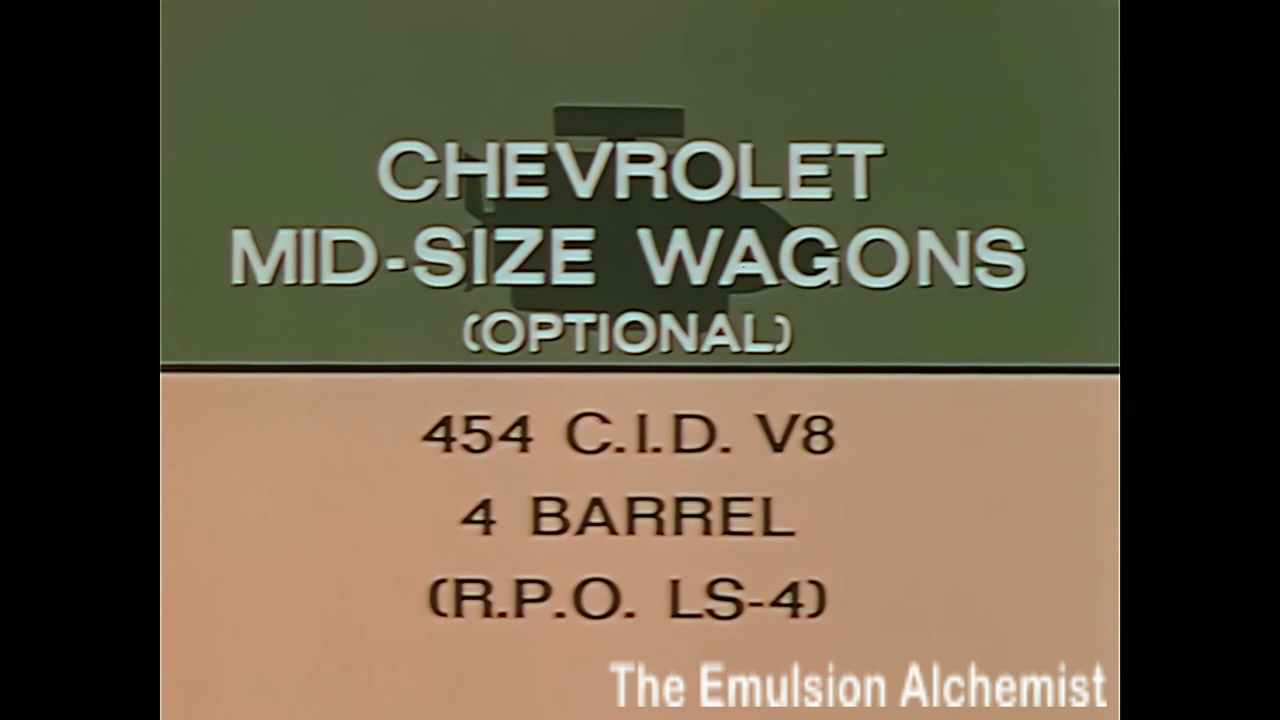 CHEVROLET
MID-SIZE WAGONS
(OPTIONAL)
454 C.I.D. V8
4 BARREL
(R.P.O. LS-4)
The Emulsion Alchemist